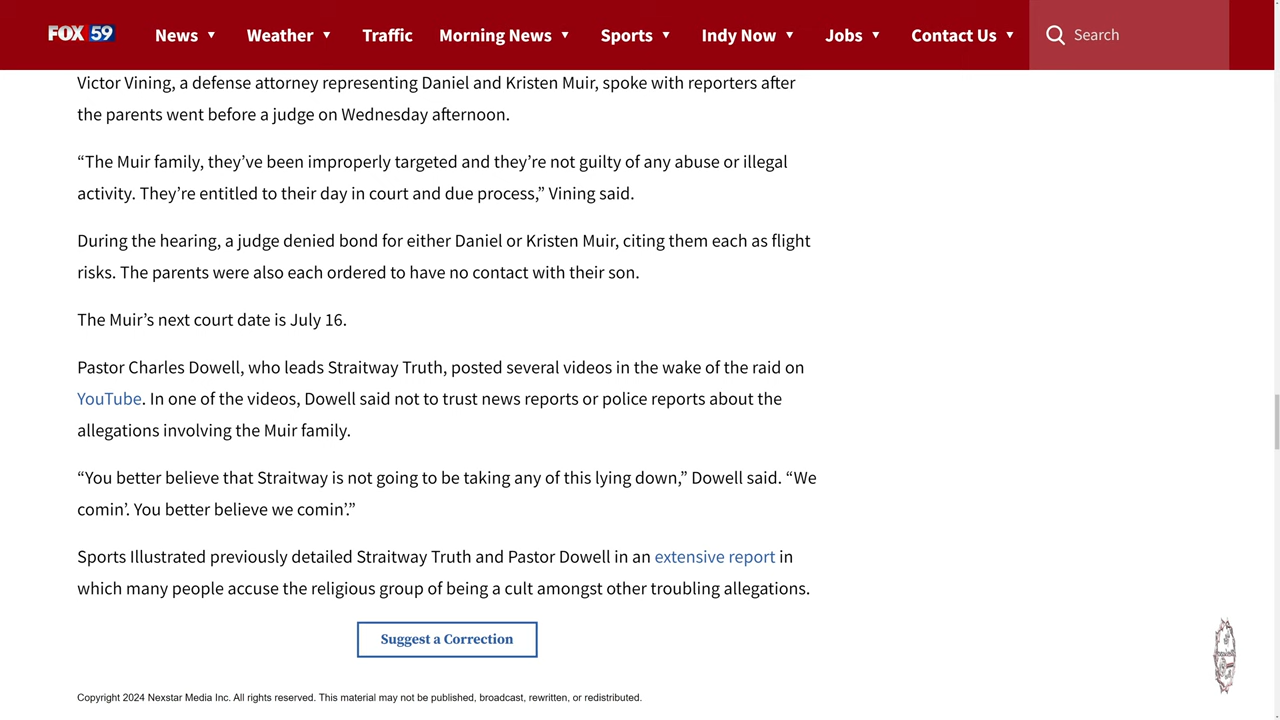 FOX 59 News ▼ Weather ▼ Traffic Morning News ▼ Sports ▼ Indy Now ▼ Jobs ▼ Contact Us ▼ Search
Victor Vining, a defense attorney representing Daniel and Kristen Muir, spoke with reporters after
the parents went before a judge on Wednesday afternoon.
“The Muir family, they’ve been improperly targeted and they’re not guilty of any abuse or illegal
activity. They’re entitled to their day in court and due process,” Vining said.
During the hearing, a judge denied bond for either Daniel or Kristen Muir, citing them each as flight
risks. The parents were also each ordered to have no contact with their son.
The Muir’s next court date is July 16.
Pastor Charles Dowell, who leads Straitway Truth, posted several videos in the wake of the raid on
YouTube. In one of the videos, Dowell said not to trust news reports or police reports about the
allegations involving the Muir family.
“You better believe that Straitway is not going to be taking any of this lying down,” Dowell said. “We
comin’. You better believe we comin’.”
Sports Illustrated previously detailed Straitway Truth and Pastor Dowell in an extensive report in
which many people accuse the religious group of being a cult amongst other troubling allegations.
Suggest a Correction
Copyright 2024 Nexstar Media Inc. All rights reserved. This material may not be published, broadcast, rewritten, or redistributed.